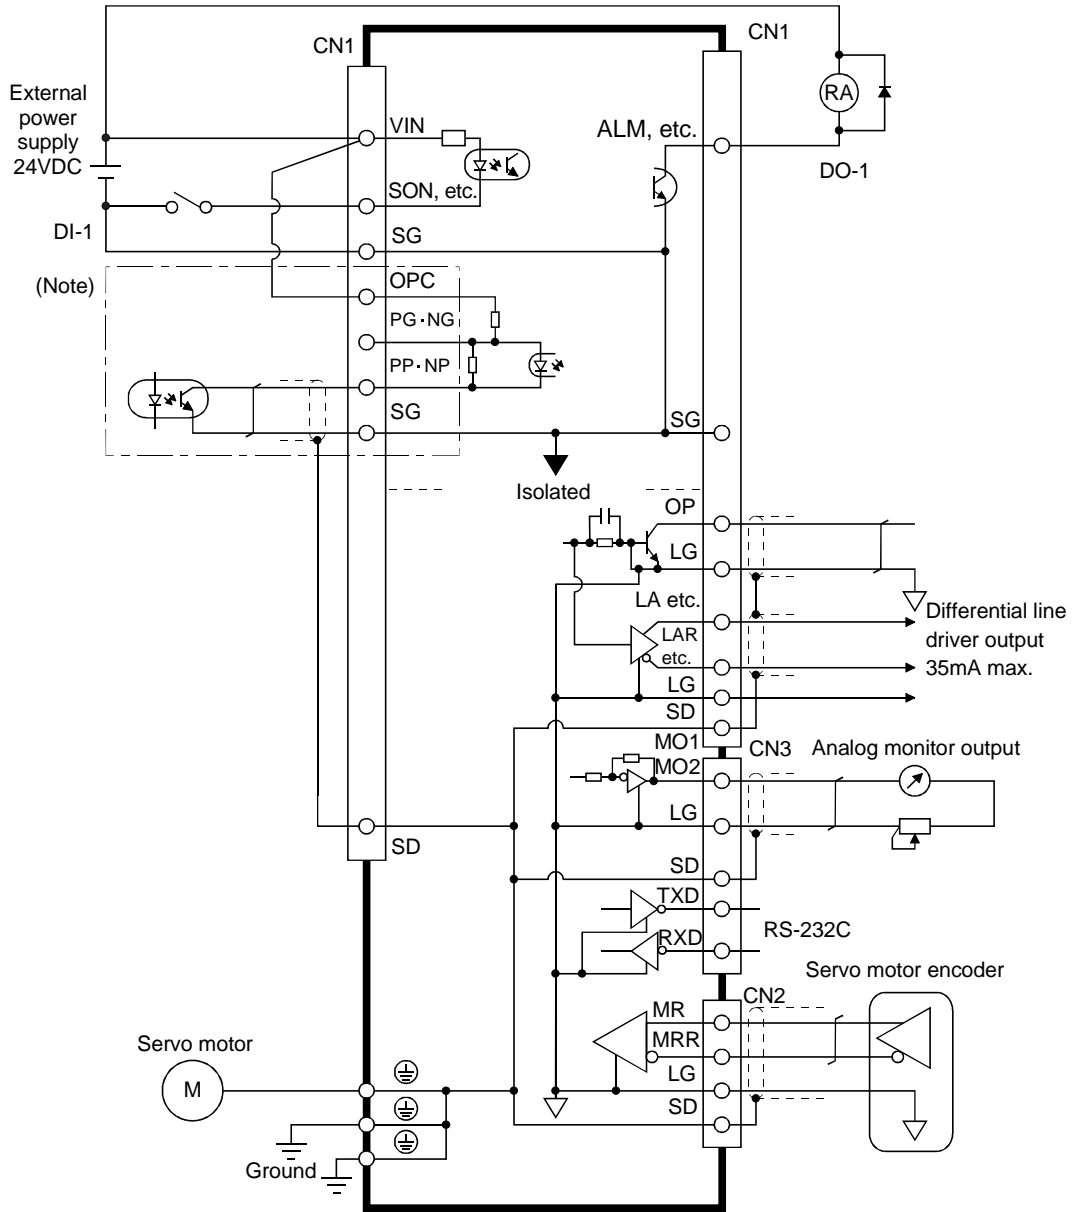 CN1
CN1
External
power
supply
24VDC
RA
VIN
ALM, etc.
DO-1
SON, etc.
DI-1
SG
(Note)
OPC
PG·NG
PP·NP
SG
SG
Isolated
OP
LG
LA etc.
LAR
etc.
Differential line
driver output
35mA max.
LG
SD
MO1
CN3
Analog monitor output
MO2
LG
SD
SD
TXD
RS-232C
RXD
Servo motor encoder
CN2
MR
MRR
LG
SD
Servo motor
M
Ground